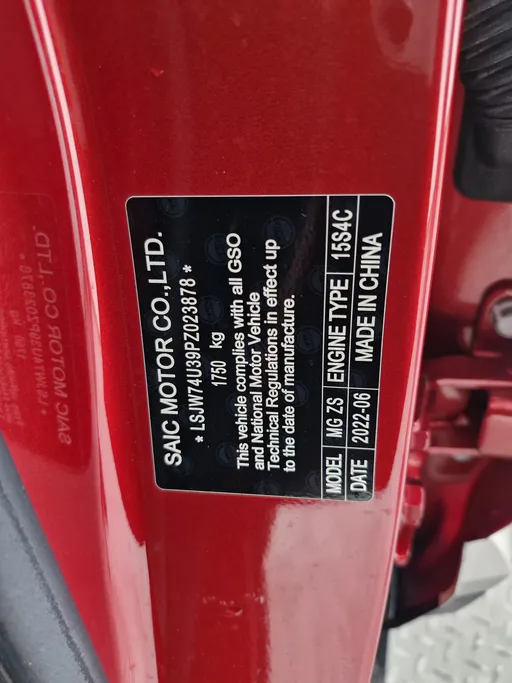 SAIC MOTOR CO.,LTD.
* LSJW74U39PZ023878 *
1750 kg
This vehicle complies with all GSO
and National Motor Vehicle
Technical Regulations in effect up
to the date of manufacture.
MODEL MG ZS ENGINE TYPE 15S4C
DATE 2022-06 MADE IN CHINA